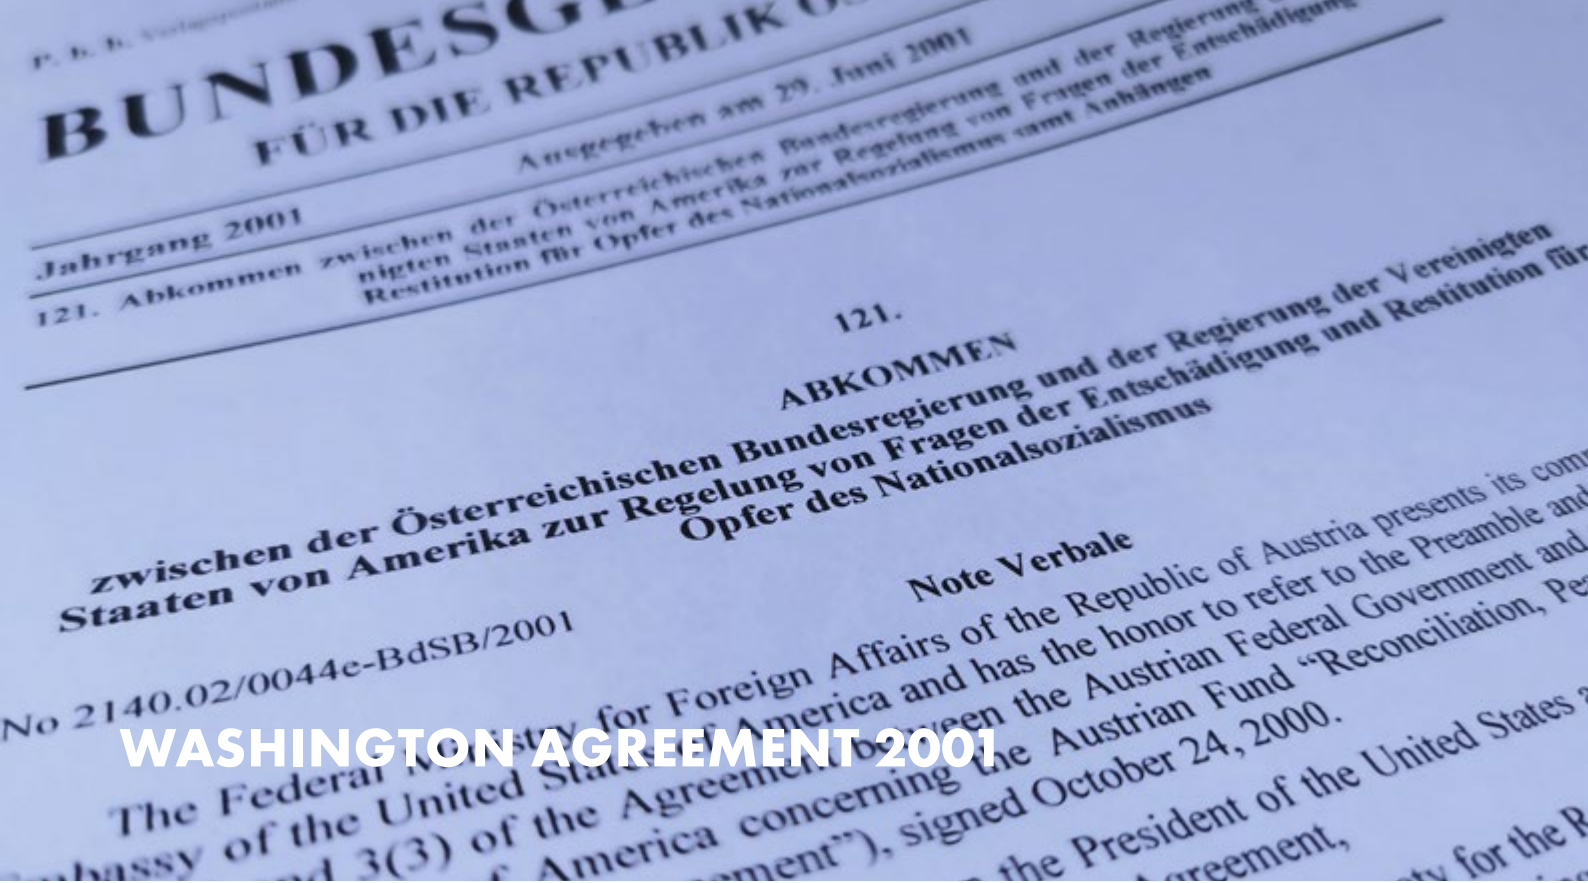 P. b. b.
BUNDESGE
FÜR DIE REPUBLIK
Jahrgang 2001 Ausgegeben am 29. Juni 2001
121. Abkommen zwischen der Österreichischen Bundesregierung und der Regierung
nigten Staaten von Amerika zur Regelung von Fragen der Entschädigung
Restitution für Opfer des Nationalsozialismus samt Anhängen
121.
ABKOMMEN
zwischen der Österreichischen Bundesregierung und der Regierung der Vereinigten
Staaten von Amerika zur Regelung von Fragen der Entschädigung und Restitution für
Opfer des Nationalsozialismus
Note Verbale
No 2140.02/0044e-BdSB/2001
The Federal Ministry for Foreign Affairs of the Republic of Austria presents its com
mbassy of the United States of America and has the honor to refer to the Preamble and
nd 3(3) of the Agreement between the Austrian Federal Government and
of America concerning the Austrian Fund “Reconciliation, Pe
ement”), signed October 24, 2000.
the President of the United States a
greement,
ty for the R
WASHINGTON AGREEMENT 2001